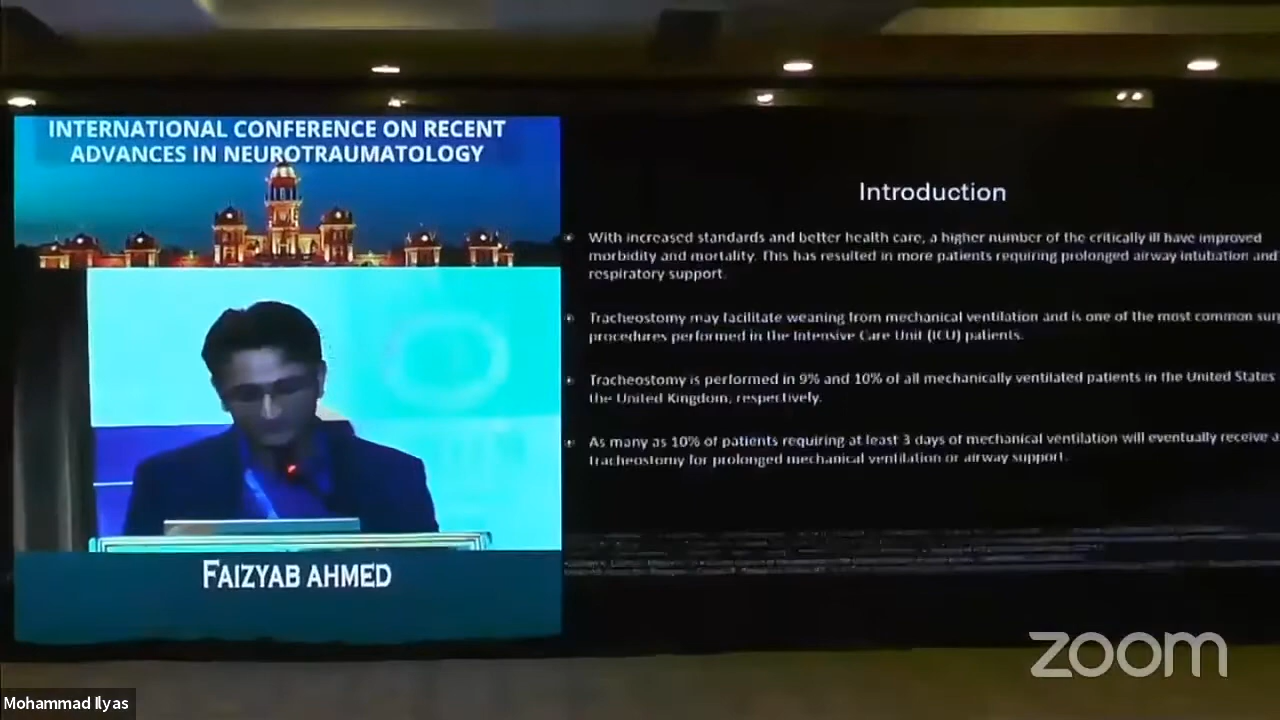 INTERNATIONAL CONFERENCE ON RECENT
ADVANCES IN NEUROTRAUMATOLOGY
Introduction
With increased standards and better health care, a higher number of the critically ill have improved
morbidity and mortality. This has resulted in more patients requiring prolonged airway intubation and
respiratory support.
Tracheostomy may facilitate weaning from mechanical ventilation and is one of the most common
procedures performed in the Intensive Care Unit (ICU) patients.
Tracheostomy is performed in 9% and 10% of all mechanically ventilated patients in the United States
the United Kingdom, respectively.
As many as 10% of patients requiring at least 3 days of mechanical ventilation will eventually receive a
tracheostomy for prolonged mechanical ventilation or airway support.
FAIZYAB AHMED
zoom
Mohammad Ilyas